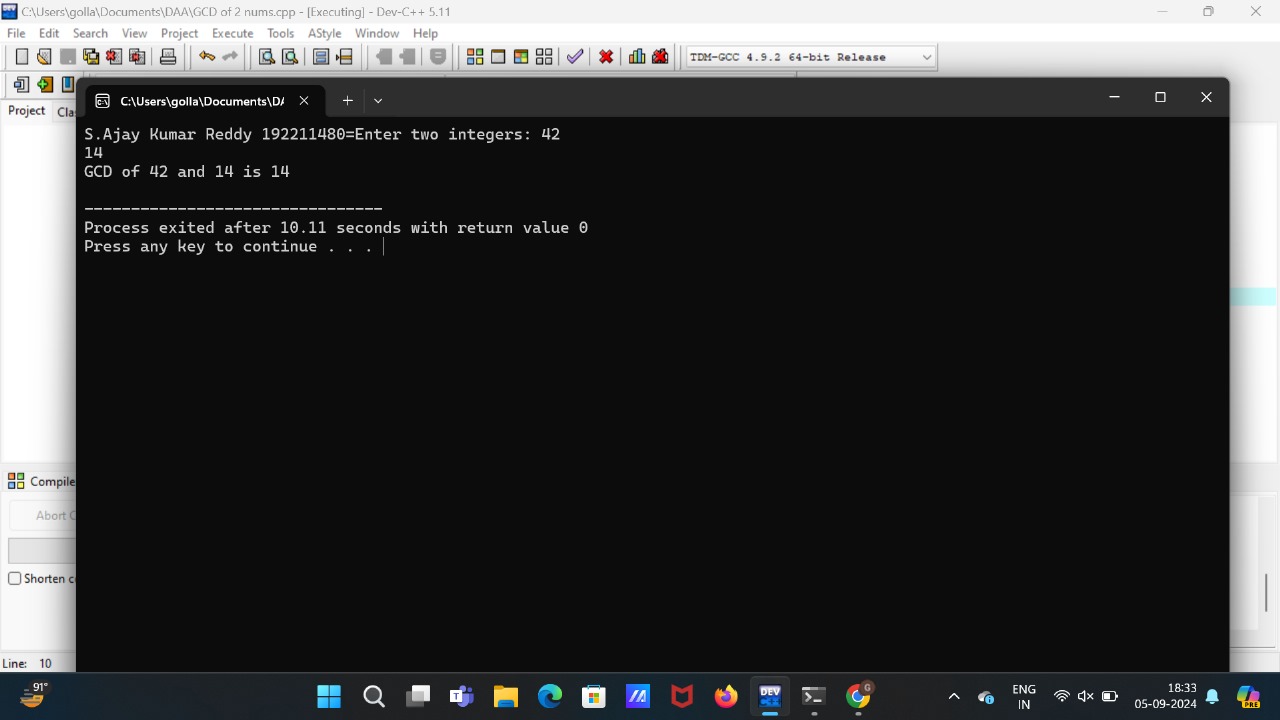 C:\Users\golla\Documents\DAA\GCD of 2 nums.cpp - [Executing] - Dev-C++ 5.11
File Edit Search View Project Execute Tools AStyle Window Help
TDM-GCC 4.9.2 64-bit Release
C:\Users\golla\Documents\DA
Project Cla
S.Ajay Kumar Reddy 192211480=Enter two integers: 42
14
GCD of 42 and 14 is 14
--------------------------------
Process exited after 10.11 seconds with return value 0
Press any key to continue . . .
Compile
Abort C
Shorten co
Line: 10
91°
DEV C++
G
ENG
IN
18:33
05-09-2024
PRE